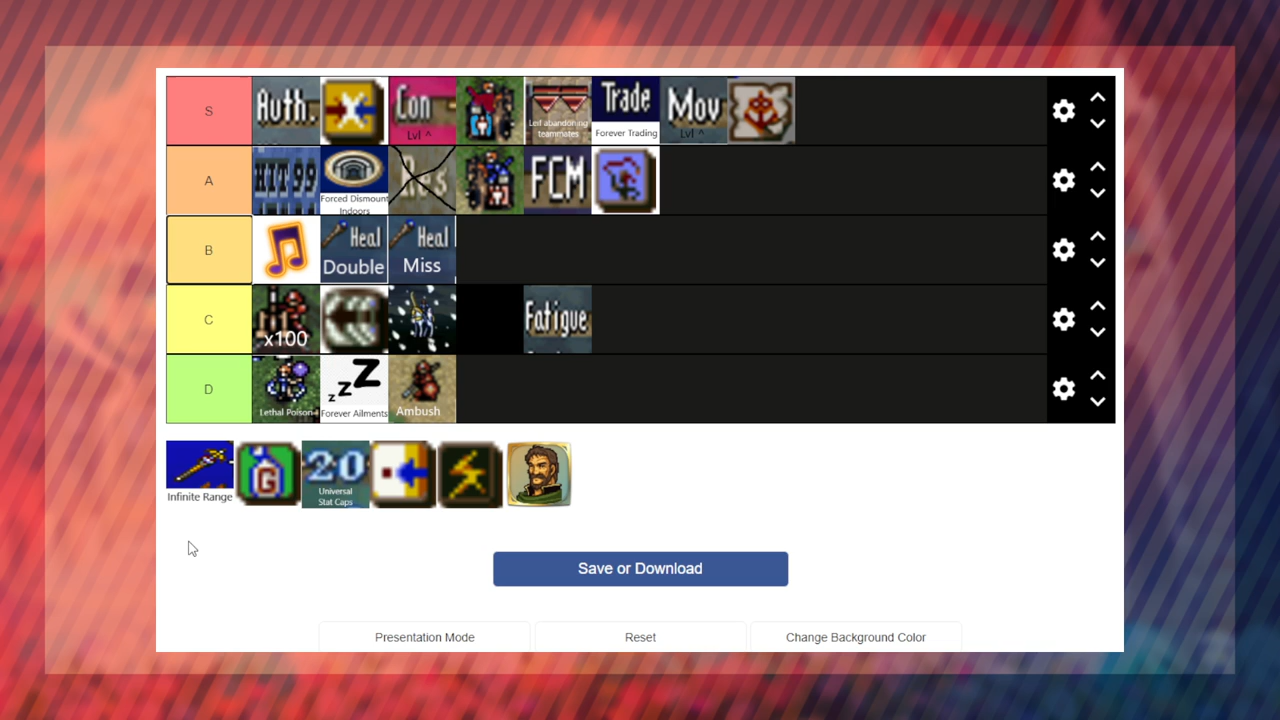 S
Auth.
Con
Lvl ^
Leif abandoning
teammates
Trade
Forever Trading
Mov
Lvl ^
A
HIT 99
Forced Dismount
Indoors
Res
FCM
B
Heal
Double
Heal
Miss
C
x100
Fatigue
D
Lethal Poison
z z Z
Forever Ailments
Ambush
Infinite Range
G
20
Universal
Stat Caps
Save or Download
Presentation Mode
Reset
Change Background Color